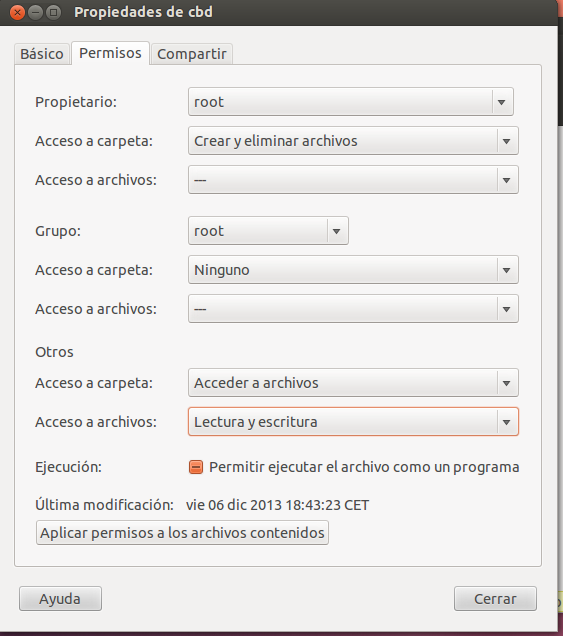 Propiedades de cbd
Básico Permisos Compartir
Propietario: root
Acceso a carpeta: Crear y eliminar archivos
Acceso a archivos: ---
Grupo: root
Acceso a carpeta: Ninguno
Acceso a archivos: ---
Otros
Acceso a carpeta: Acceder a archivos
Acceso a archivos: Lectura y escritura
Ejecución: Permitir ejecutar el archivo como un programa
Última modificación: vie 06 dic 2013 18:43:23 CET
Aplicar permisos a los archivos contenidos
Ayuda Cerrar